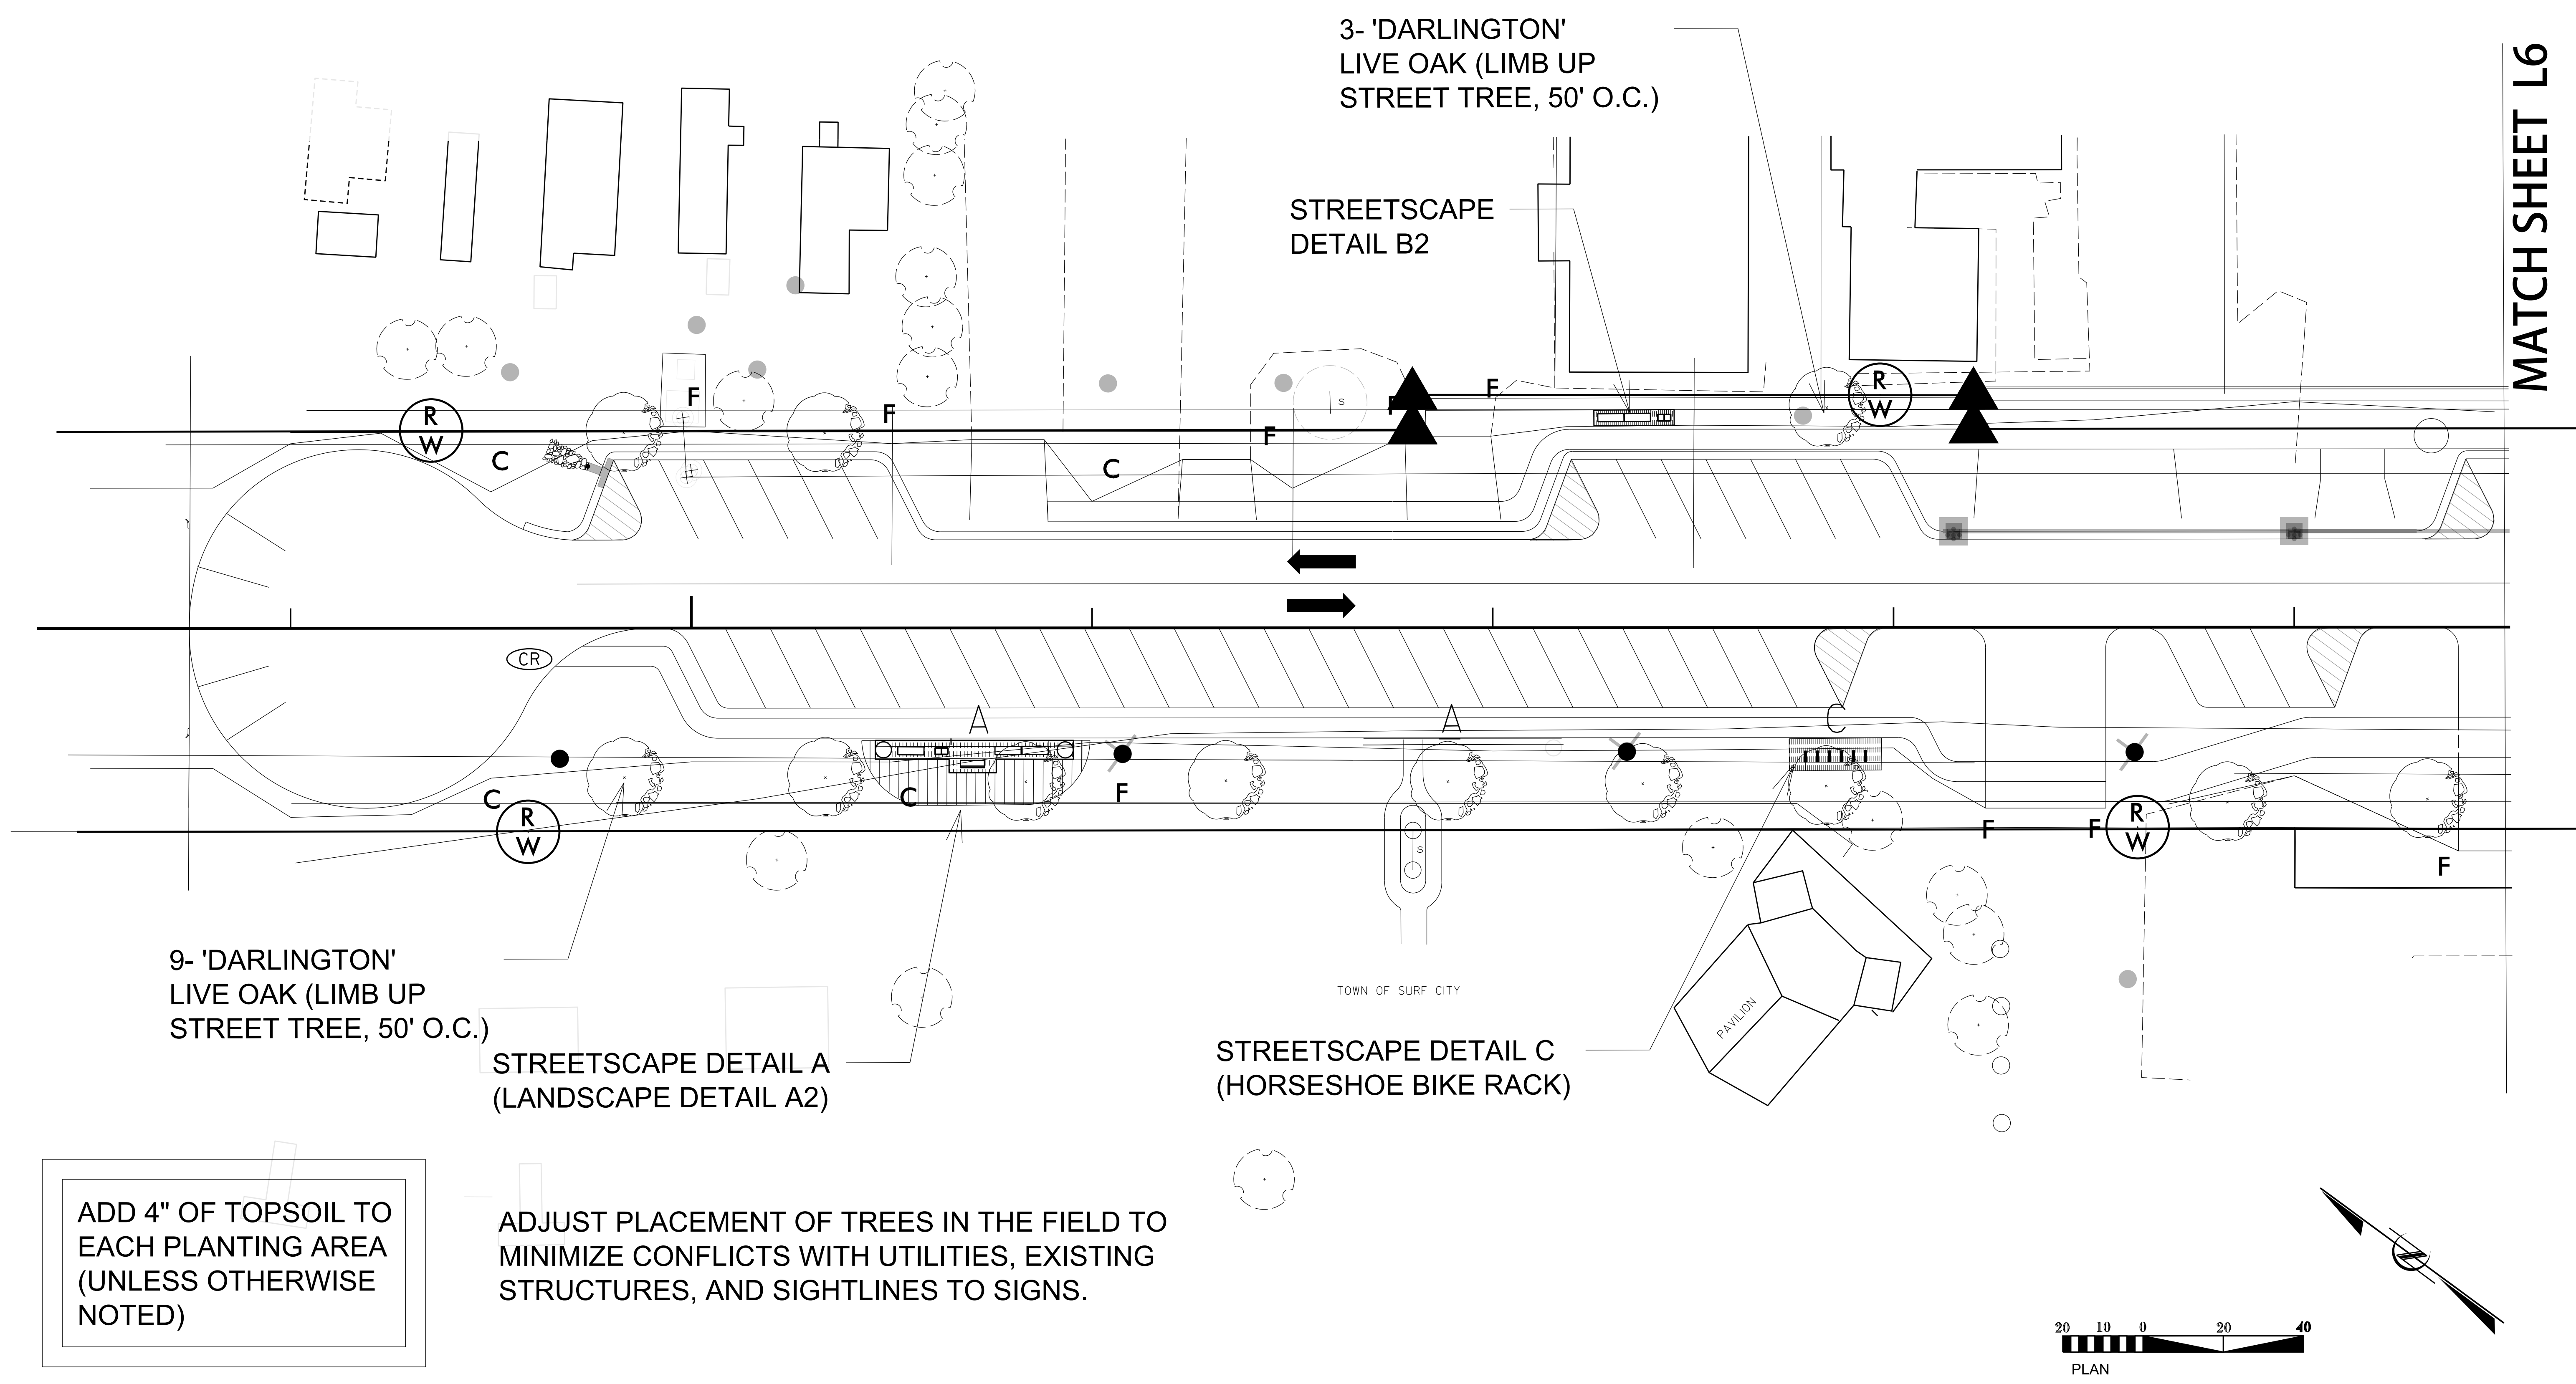 3- 'DARLINGTON'
LIVE OAK (LIMB UP
STREET TREE, 50' O.C.)
MATCH SHEET L6
STREETSCAPE
DETAIL B2
F
F
F
F
F
S
R
W
R
W
C
C
CR
A
A
C
C
C
F
F
F
F
R
W
R
W
S
9- 'DARLINGTON'
LIVE OAK (LIMB UP
STREET TREE, 50' O.C.)
STREETSCAPE DETAIL A
(LANDSCAPE DETAIL A2)
TOWN OF SURF CITY
STREETSCAPE DETAIL C
(HORSESHOE BIKE RACK)
PAVILION
ADD 4" OF TOPSOIL TO
EACH PLANTING AREA
(UNLESS OTHERWISE
NOTED)
ADJUST PLACEMENT OF TREES IN THE FIELD TO
MINIMIZE CONFLICTS WITH UTILITIES, EXISTING
STRUCTURES, AND SIGHTLINES TO SIGNS.
20 10 0 20 40
PLAN